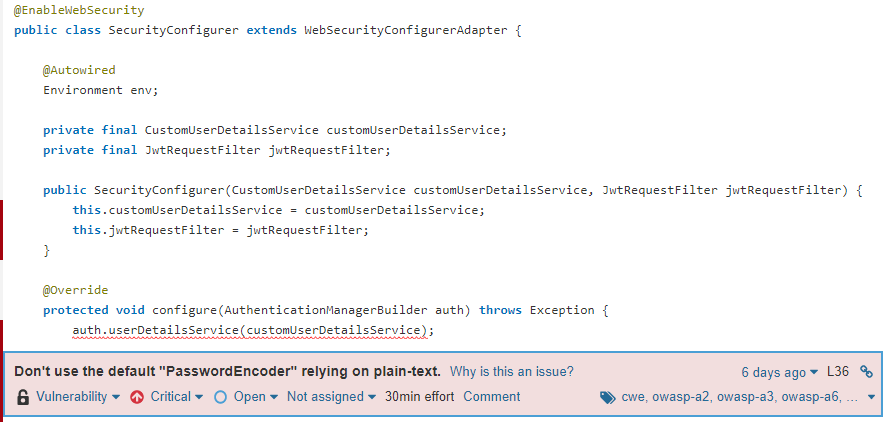 @EnableWebSecurity
public class SecurityConfigurer extends WebSecurityConfigurerAdapter {
@Autowired
Environment env;
private final CustomUserDetailsService customUserDetailsService;
private final JwtRequestFilter jwtRequestFilter;
public SecurityConfigurer(CustomUserDetailsService customUserDetailsService, JwtRequestFilter jwtRequestFilter) {
this.customUserDetailsService = customUserDetailsService;
this.jwtRequestFilter = jwtRequestFilter;
}
@Override
protected void configure(AuthenticationManagerBuilder auth) throws Exception {
auth.userDetailsService(customUserDetailsService);
Don't use the default "PasswordEncoder" relying on plain-text. Why is this an issue? 6 days ago L36
Vulnerability Critical Open Not assigned 30min effort Comment cwe, owasp-a2, owasp-a3, owasp-a6, ...